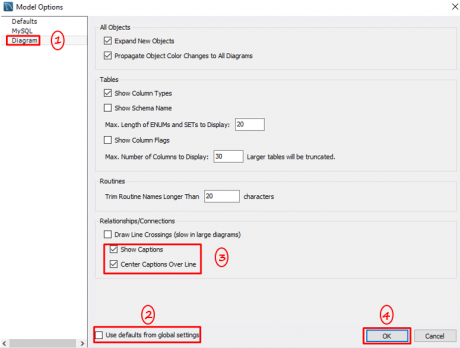 Model Options
Defaults
MySQL
Diagram
1
All Objects
Expand New Objects
Propagate Object Color Changes to All Diagrams
Tables
Show Column Types
Show Schema Name
Max. Length of ENUMs and SETs to Display: 20
Show Column Flags
Max. Number of Columns to Display: 30 Larger tables will be truncated.
Routines
Trim Routine Names Longer Than 20 characters
Relationships/Connections
Draw Line Crossings (slow in large diagrams)
Show Captions
Center Captions Over Line
3
2
4
Use defaults from global settings
OK Cancel